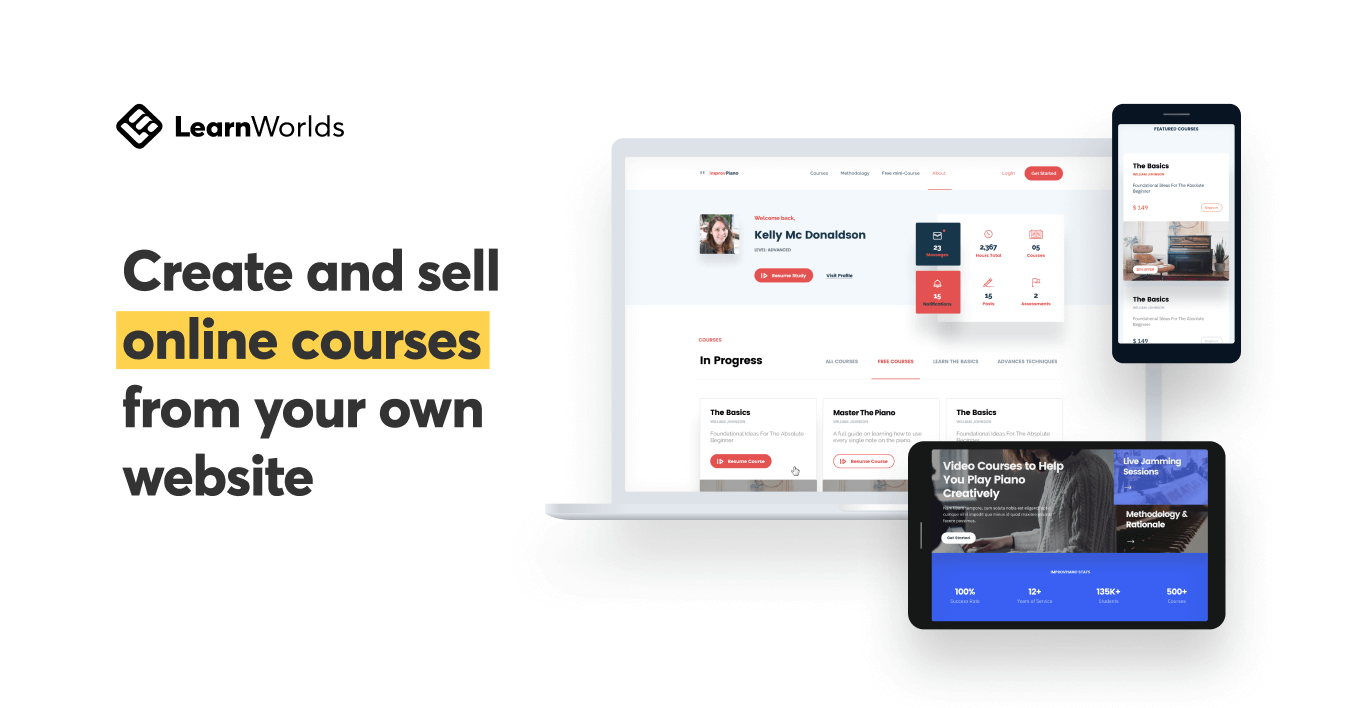 LearnWorlds
Create and sell
online courses
from your own
website
ImprovPiano
Courses
Methodology
Free mini-Course
About
Login
Get Started
Welcome back,
Kelly Mc Donaldson
LEVEL: ADVANCED
Resume Study
Visit Profile
23
Messages
2,367
Hours Total
05
Courses
15
Notifications
15
Posts
2
Assessments
COURSES
In Progress
ALL COURSES
FREE COURSES
LEARN THE BASICS
ADVANCES TECHNIQUES
The Basics
WILLIAM JOHNSON
Foundational Ideas For The Absolute
Beginner
Resume Course
Master The Piano
WILLIAM JOHNSON
A full guide on learning how to use
every single note on the piano.
Resume Course
The Basics
WILLIAM JOHNSON
Foundational Ideas For The Absolute
FEATURED COURSES
The Basics
WILLIAM JOHNSON
Foundational Ideas For The Absolute
Beginner
$ 149
Beginner
OFFER
The Basics
WILLIAM JOHNSON
Foundational Ideas For The Absolute
Beginner
$ 149
Video Courses to Help
You Play Piano
Creatively
Get Started
Live Jamming
Sessions
Methodology &
Rationale
IMPROVPIANO STATS
100%
Success Rate
12+
Years of Service
135K+
Students
500+
Courses